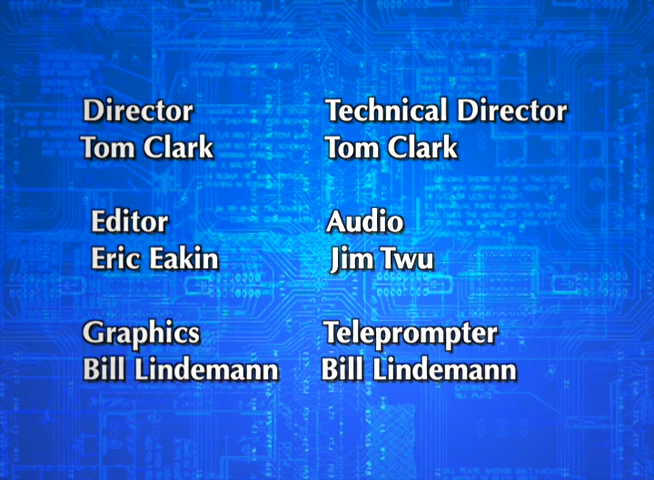 Director
Tom Clark
Technical Director
Tom Clark
Editor
Eric Eakin
Audio
Jim Twu
Graphics
Bill Lindemann
Teleprompter
Bill Lindemann